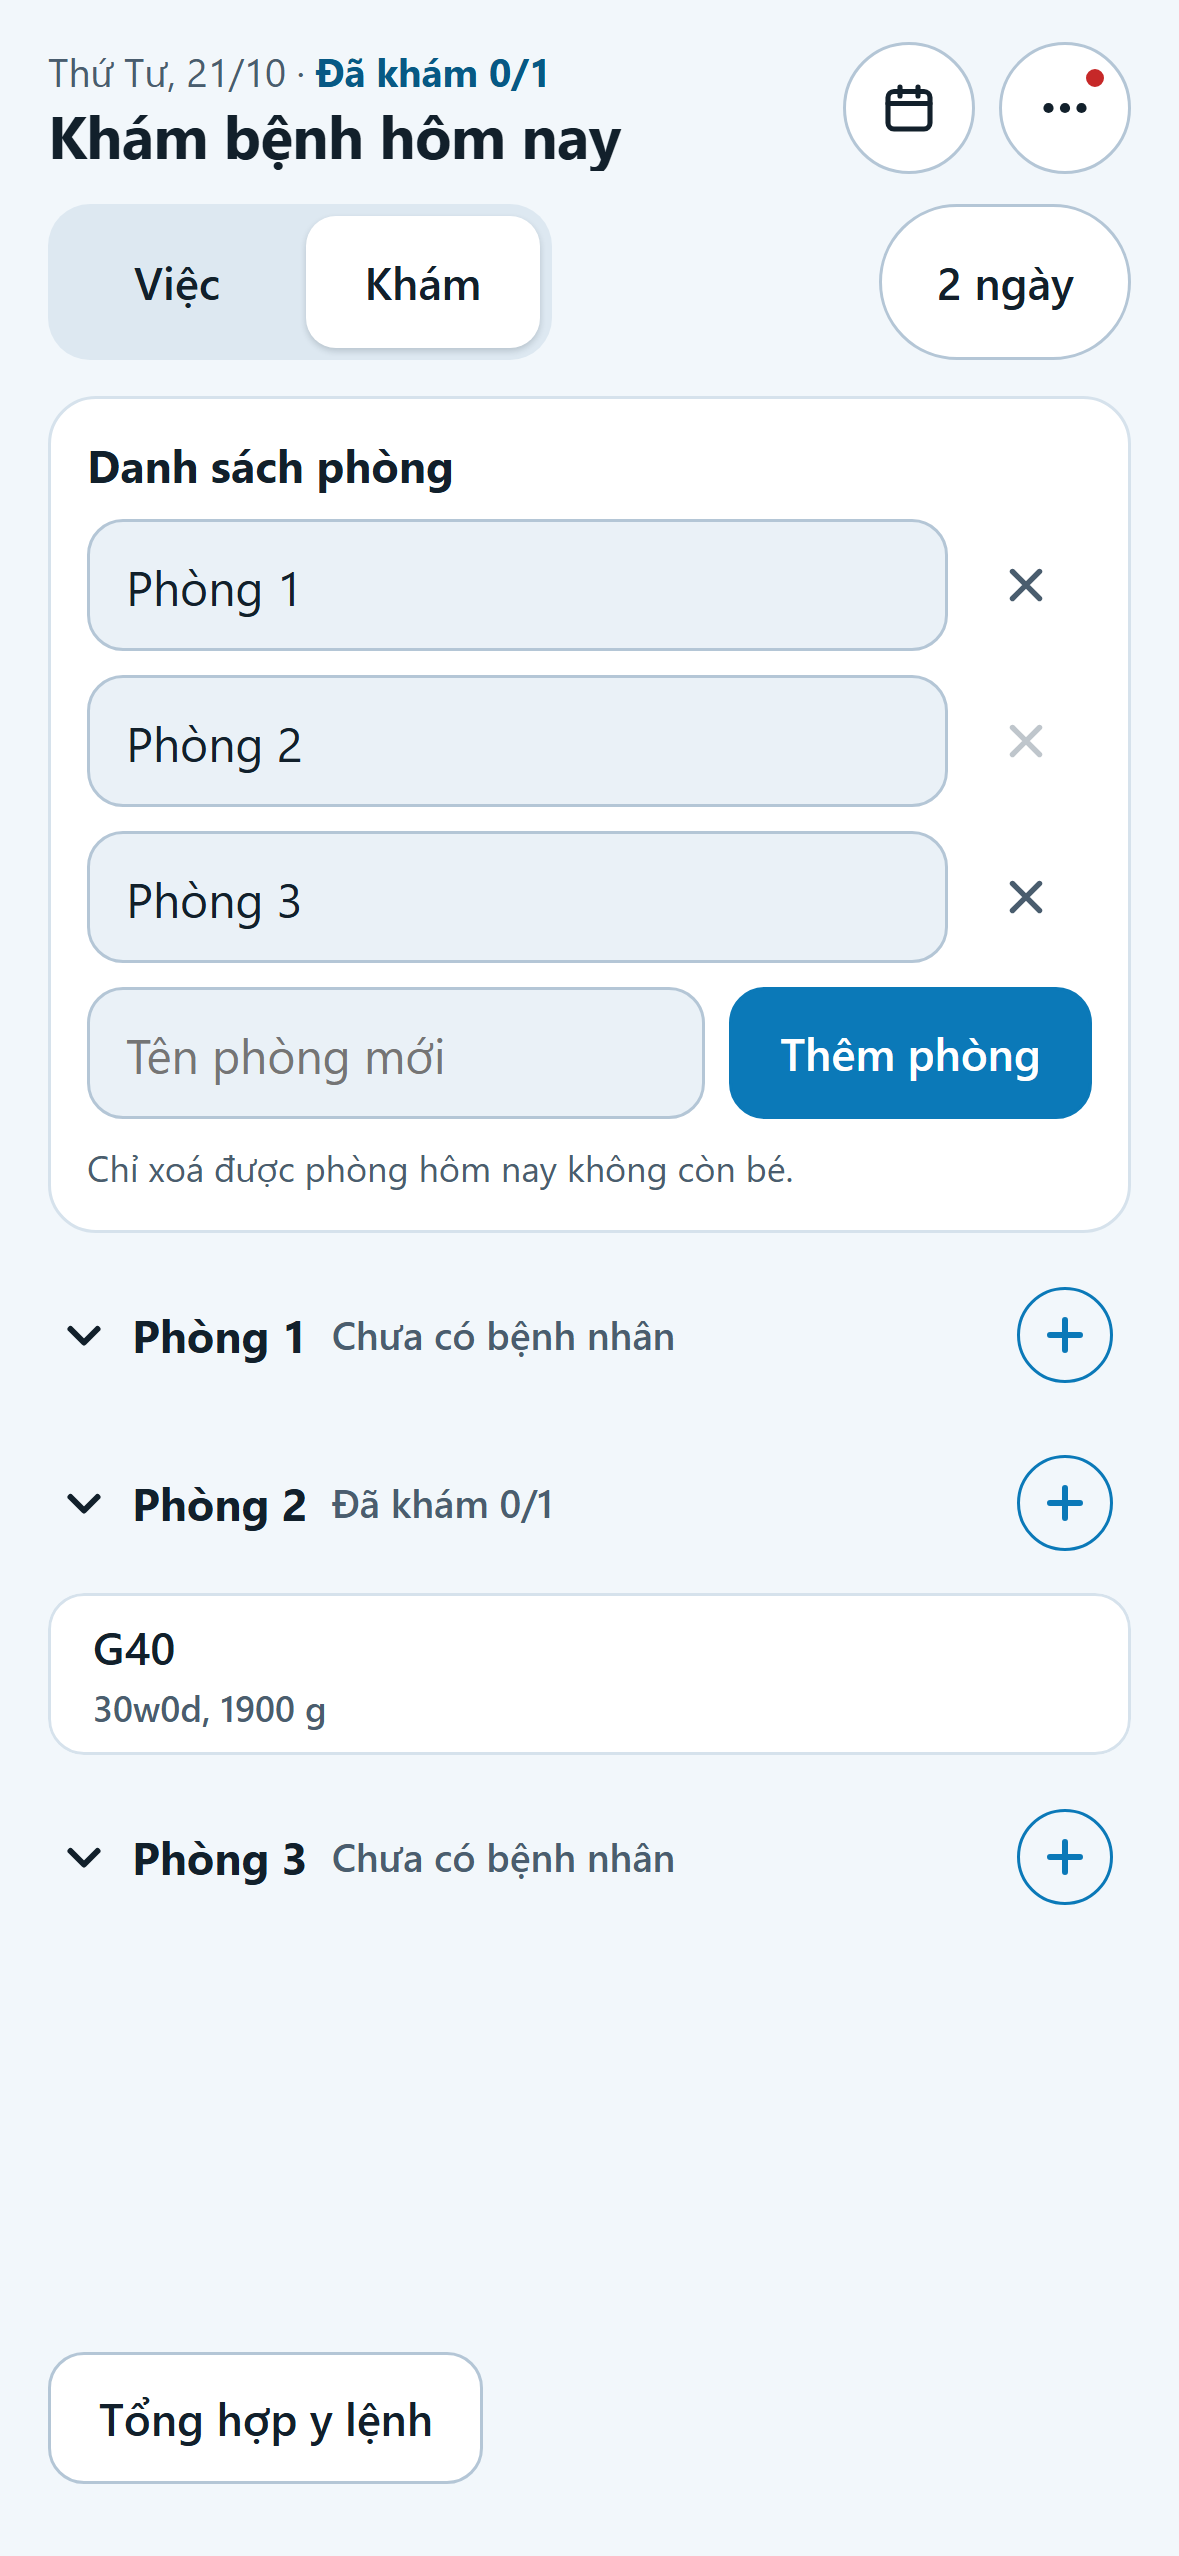 Thứ Tư, 21/10 · Đã khám 0/1
Khám bệnh hôm nay
Việc
Khám
2 ngày
Danh sách phòng
Phòng 1
Phòng 2
Phòng 3
Tên phòng mới
Thêm phòng
Chỉ xoá được phòng hôm nay không còn bé.
Phòng 1 Chưa có bệnh nhân
Phòng 2 Đã khám 0/1
G40
30w0d, 1900 g
Phòng 3 Chưa có bệnh nhân
Tổng hợp y lệnh